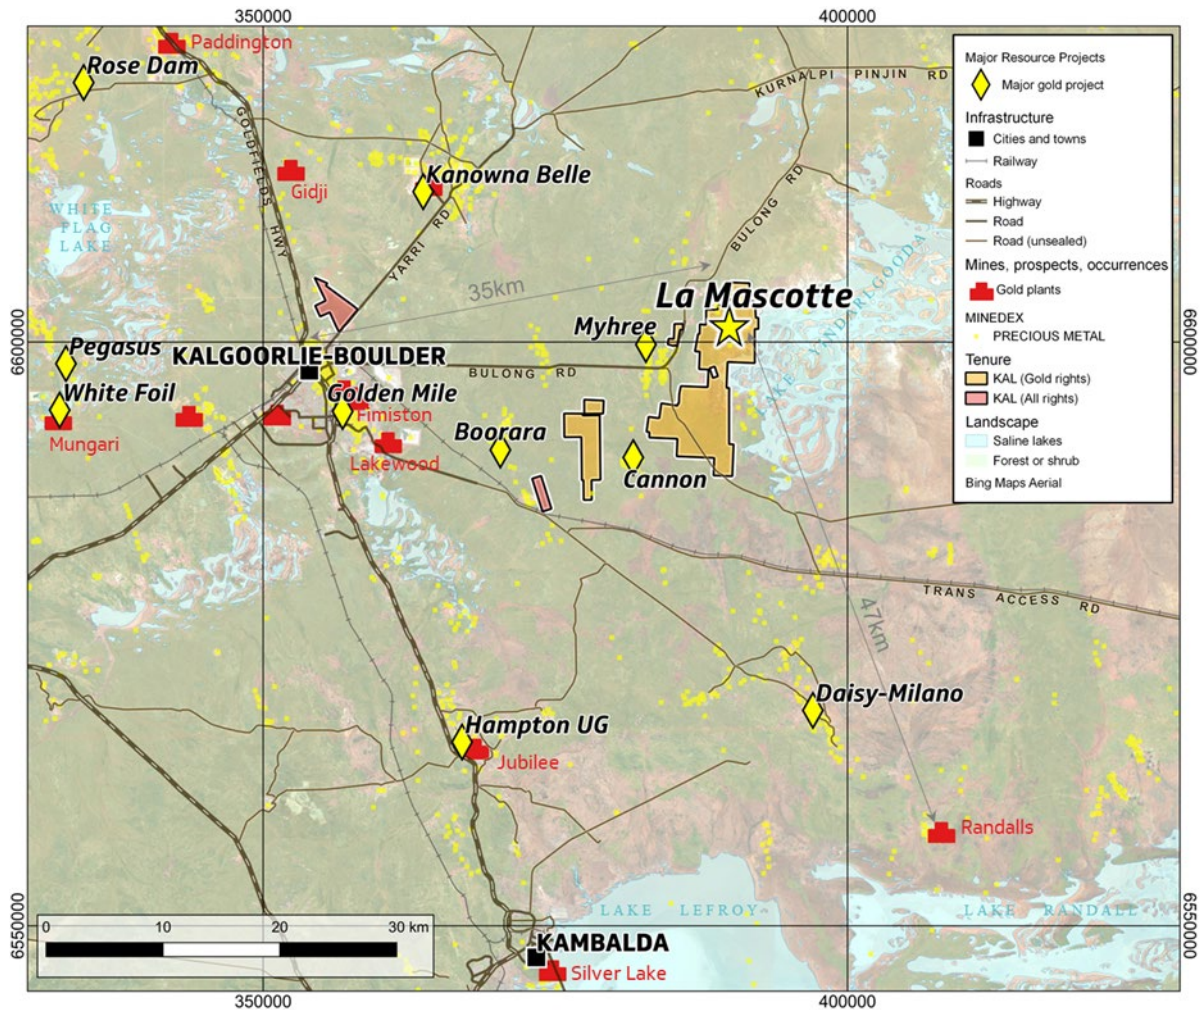 350000
400000
Paddington
Rose Dam
KURNALPI PINJIN RD
GOLDFIELDS HWY
Gidji
Kanowna Belle
WHITE
FLAG
LAKE
YARRI RD
BULONG RD
35km
LAKE YINDARLGOODA
La Mascotte
Myhree
6600000
6600000
Pegasus
KALGOORLIE-BOULDER
BULONG RD
White Foil
Golden Mile
Fimiston
Mungari
Boorara
Lakewood
Cannon
TRANS ACCESS RD
47km
Daisy-Milano
Hampton UG
Jubilee
Randalls
LAKE LEFROY
LAKE RANDALL
6550000
6550000
0 10 20 30 km
KAMBALDA
Silver Lake
350000
400000
Major Resource Projects
Major gold project
Infrastructure
Cities and towns
Railway
Roads
Highway
Road
Road (unsealed)
Mines, prospects, occurrences
Gold plants
MINEDEX
PRECIOUS METAL
Tenure
KAL (Gold rights)
KAL (All rights)
Landscape
Saline lakes
Forest or shrub
Bing Maps Aerial